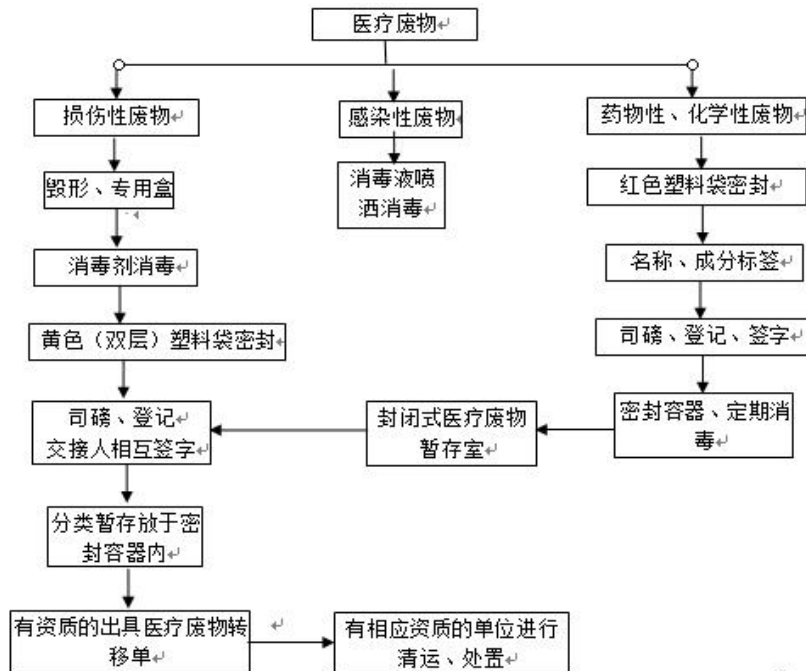 医疗废物
损伤性废物
感染性废物
药物性、化学性废物
毁形、专用盒
消毒液喷
洒消毒
红色塑料袋密封
消毒剂消毒
名称、成分标签
黄色（双层）塑料袋密封
司磅、登记、签字
司磅、登记
交接人相互签字
封闭式医疗废物
暂存室
密封容器、定期消
毒
分类暂存放于密
封容器内
有资质的出具医疗废物转
移单
有相应资质的单位进行
清运、处置